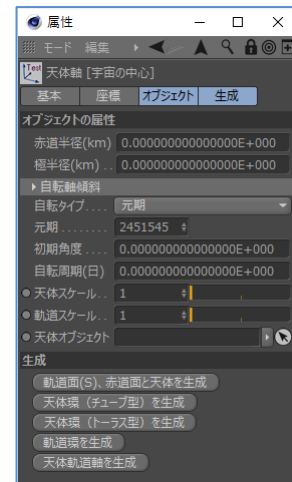 属性
モード 編集
Test 天体軸 [宇宙の中心]
基本 座標 オブジェクト 生成
オブジェクトの属性
赤道半径(km) 0.000000000000000E+000
極半径(km) . . 0.000000000000000E+000
自転軸傾斜
自転タイプ . . . . 元期
元期 . . . . . . . . 2451545
初期角度 . . . . 0.000000000000000E+000
自転周期(日) 0.000000000000000E+000
天体スケール. . 1
軌道スケール. . 1
天体オブジェクト
生成
軌道面(S)、赤道面と天体を生成
天体環（チューブ型）を生成
天体環（トーラス型）を生成
軌道環を生成
天体軌道軸を生成